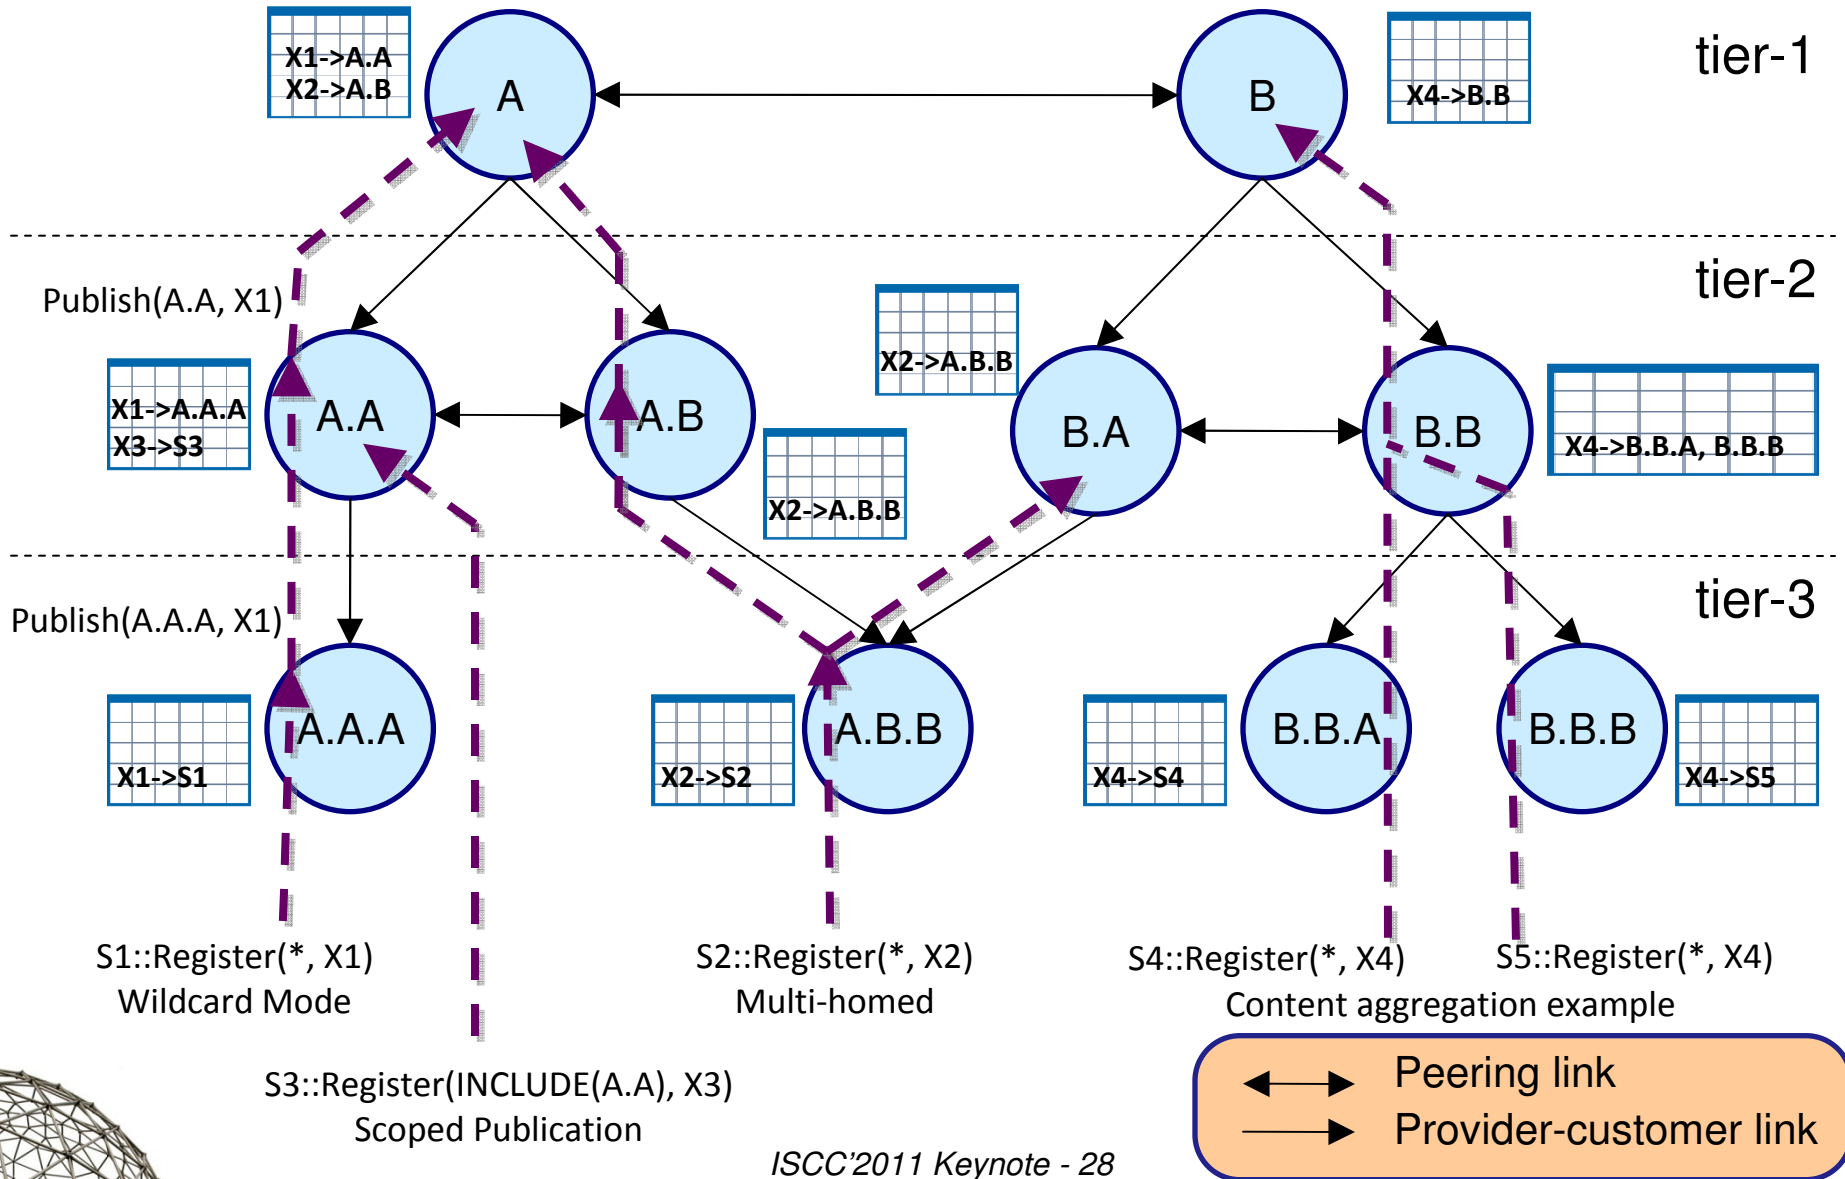 X1->A.A
X2->A.B
A
B
X4->B.B
tier-1
Publish(A.A, X1)
tier-2
X2->A.B.B
X1->A.A.A
X3->S3
A.A
A.B
B.A
B.B
X4->B.B.A, B.B.B
X2->A.B.B
Publish(A.A.A, X1)
tier-3
X1->S1
A.A.A
X2->S2
A.B.B
X4->S4
B.B.A
B.B.B
X4->S5
S1::Register(*, X1)
Wildcard Mode
S2::Register(*, X2)
Multi-homed
S4::Register(*, X4)
S5::Register(*, X4)
Content aggregation example
S3::Register(INCLUDE(A.A), X3)
Scoped Publication
Peering link
Provider-customer link
ISCC'2011 Keynote - 28